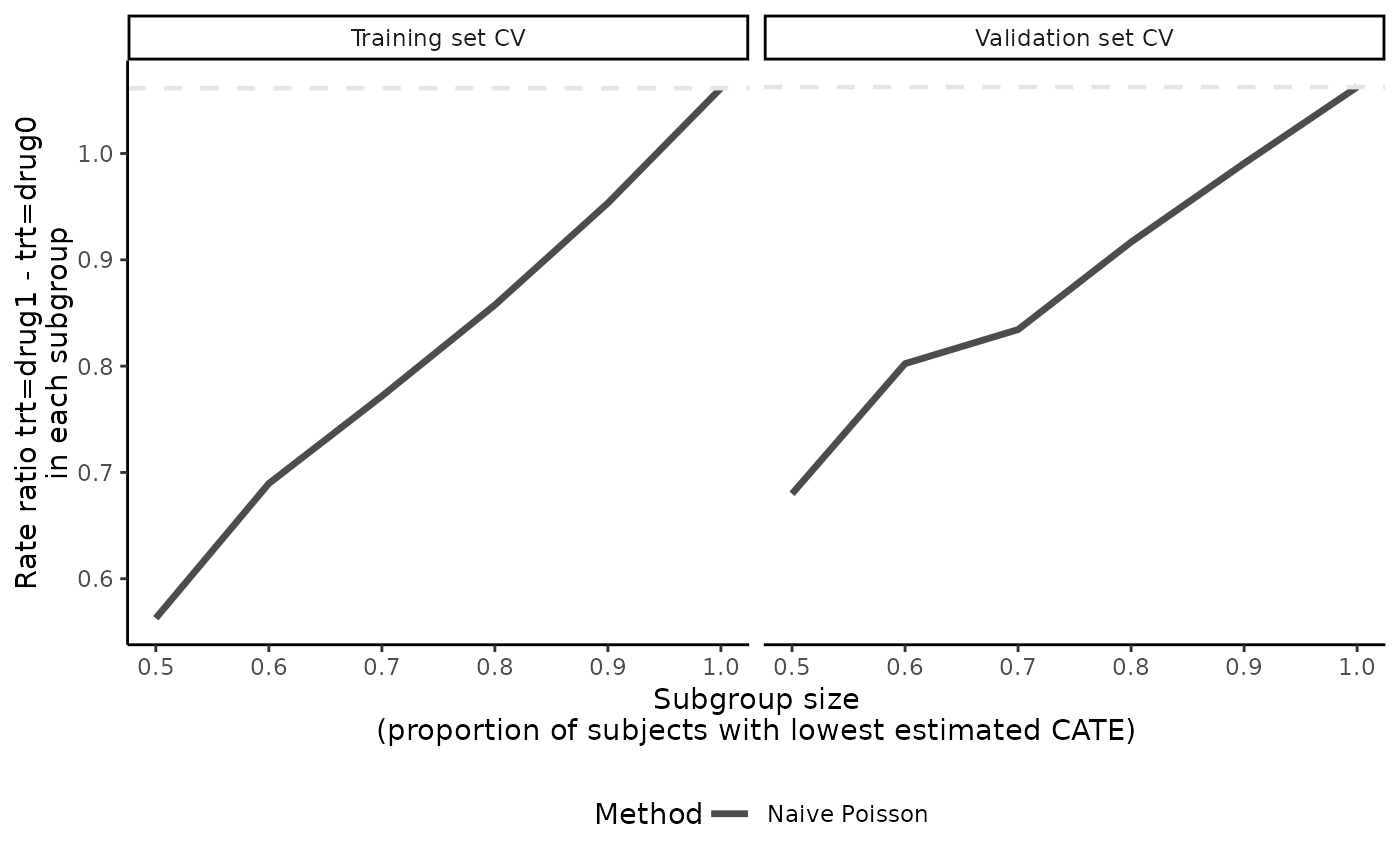 Training set CV
Validation set CV
Rate ratio trt=drug1 - trt=drug0
in each subgroup
1.0
0.9
0.8
0.7
0.6
0.5 0.6 0.7 0.8 0.9 1.0
0.5 0.6 0.7 0.8 0.9 1.0
Subgroup size
(proportion of subjects with lowest estimated CATE)
Method Naive Poisson